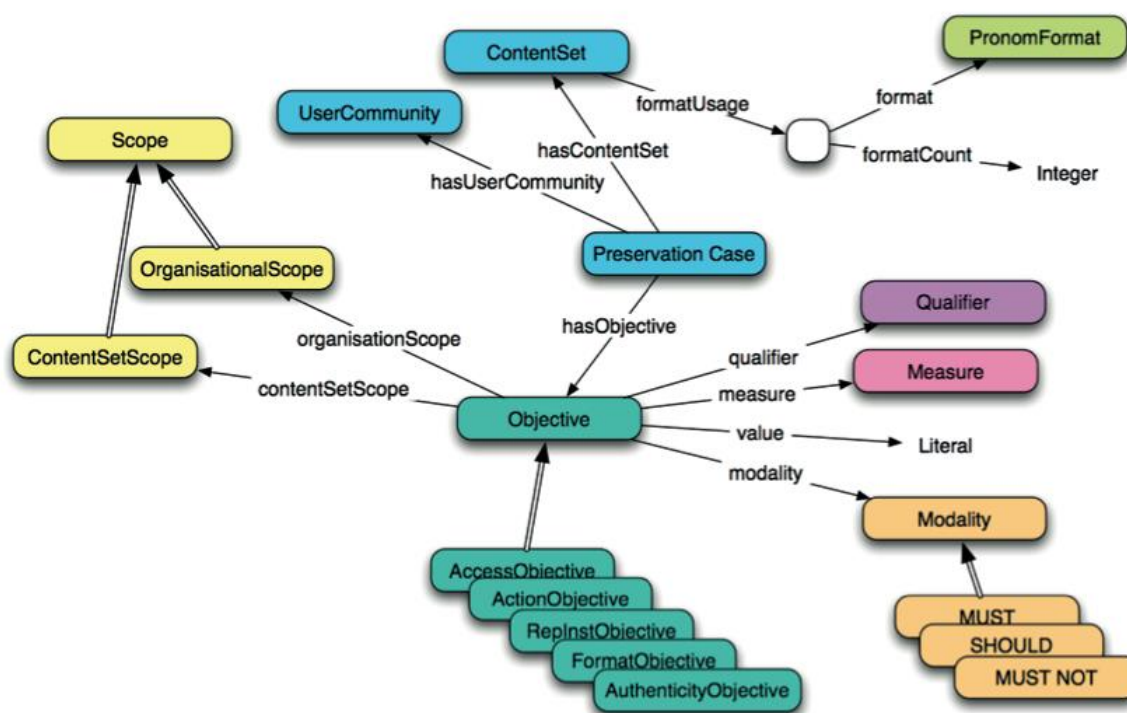 ContentSet
PronomFormat
UserCommunity
formatUsage
format
Scope
hasContentSet
formatCount
Integer
hasUserCommunity
OrganisationalScope
Preservation Case
Qualifier
organisationScope
hasObjective
ContentSetScope
qualifier
Measure
contentSetScope
measure
Objective
value
Literal
modality
Modality
AccessObjective
ActionObjective
MUST
RepInstObjective
SHOULD
FormatObjective
MUST NOT
AuthenticityObjective